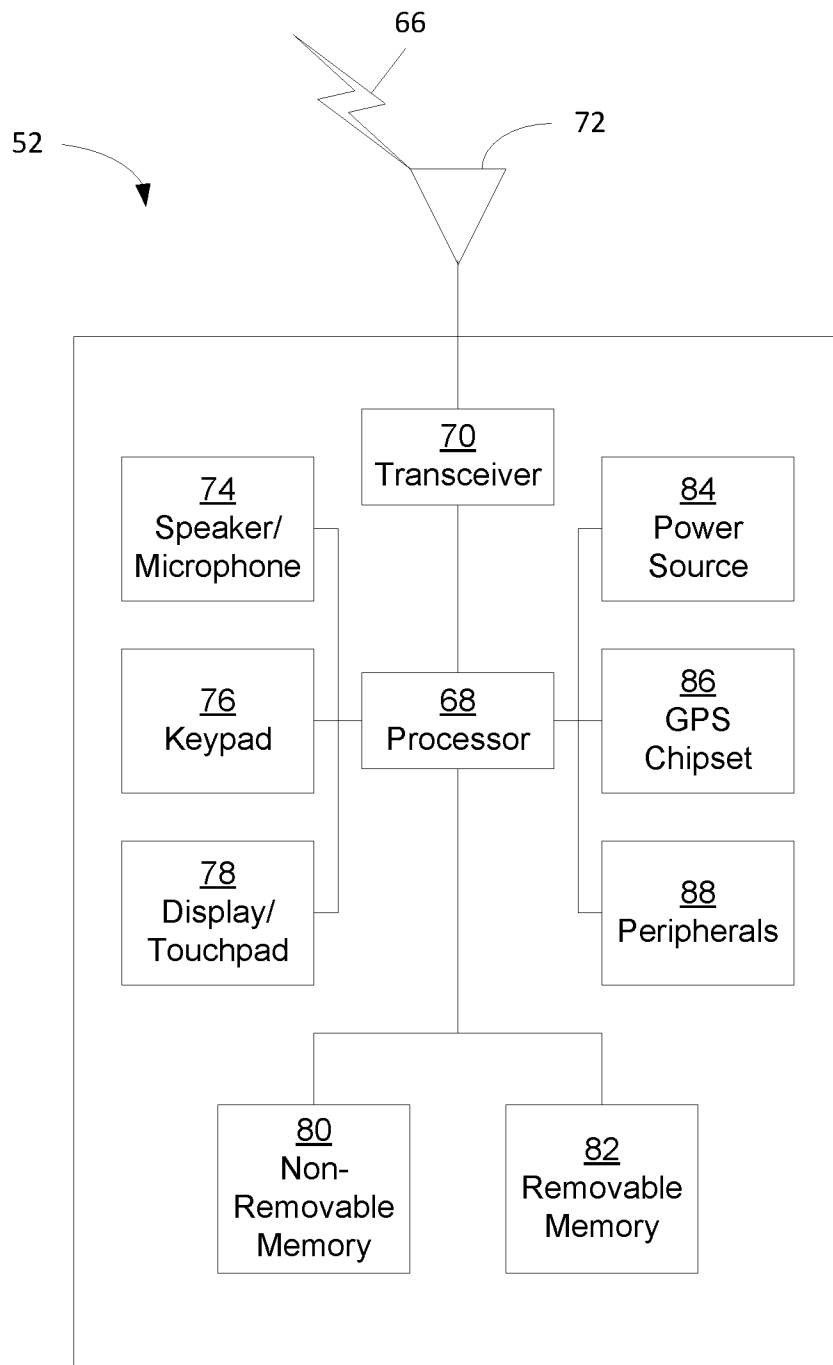 66
72
52
70
Transceiver
74
Speaker/
Microphone
84
Power
Source
76
Keypad
68
Processor
86
GPS
Chipset
78
Display/
Touchpad
88
Peripherals
80
Non-
Removable
Memory
82
Removable
Memory